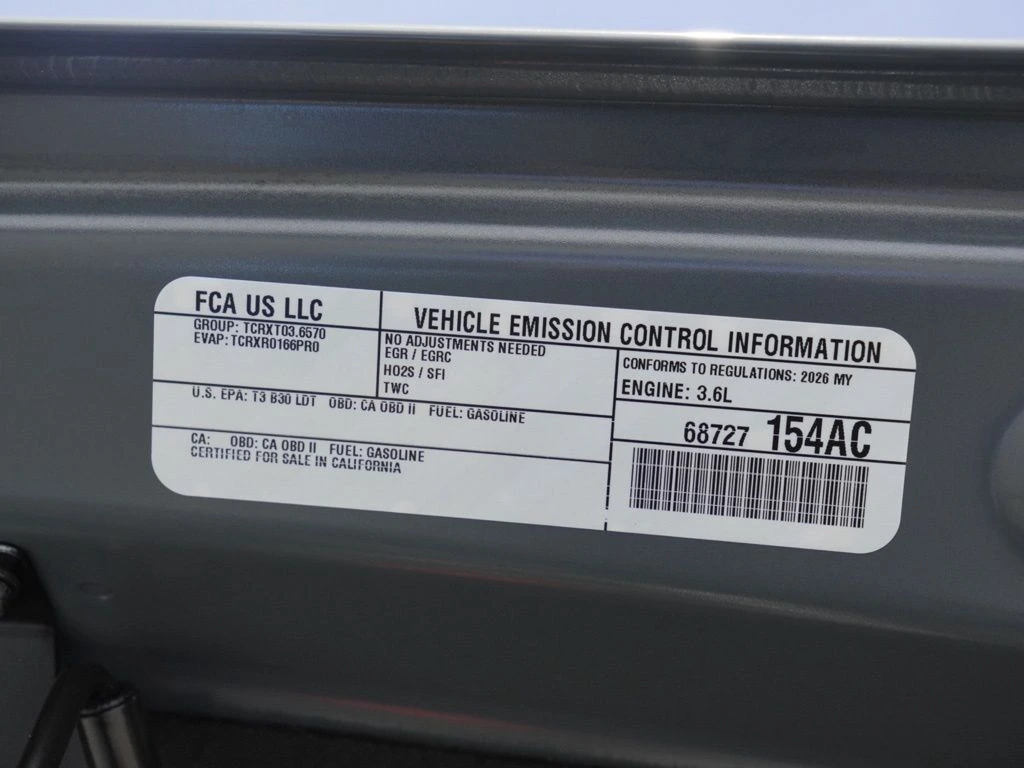 FCA US LLC
GROUP: TCRXT03.6570
EVAP: TCRXR0166PR0
VEHICLE EMISSION CONTROL INFORMATION
NO ADJUSTMENTS NEEDED
EGR / EGRC
HO2S / SFI
TWC
CONFORMS TO REGULATIONS: 2026 MY
ENGINE: 3.6L
U.S. EPA: T3 B30 LDT OBD: CA OBD II FUEL: GASOLINE
68727 154AC
CA: OBD: CA OBD II FUEL: GASOLINE
CERTIFIED FOR SALE IN CALIFORNIA